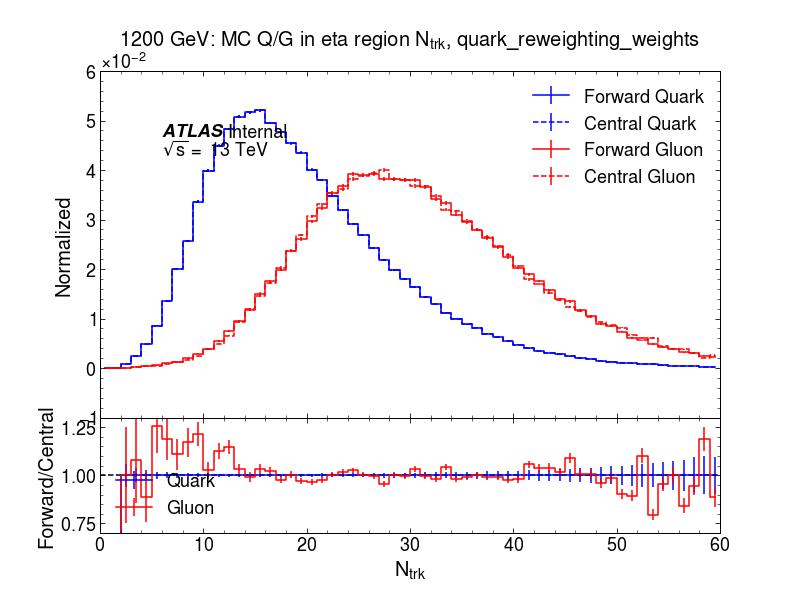 1200 GeV: MC Q/G in eta region N_trk, quark_reweighting_weights
×10⁻²
6
5
4
3
2
1
0
−1
Normalized
ATLAS Internal
√s = 13 TeV
Forward Quark
Central Quark
Forward Gluon
Central Gluon
1.25
1.00
0.75
Forward/Central
Quark
Gluon
0 10 20 30 40 50 60
N_trk